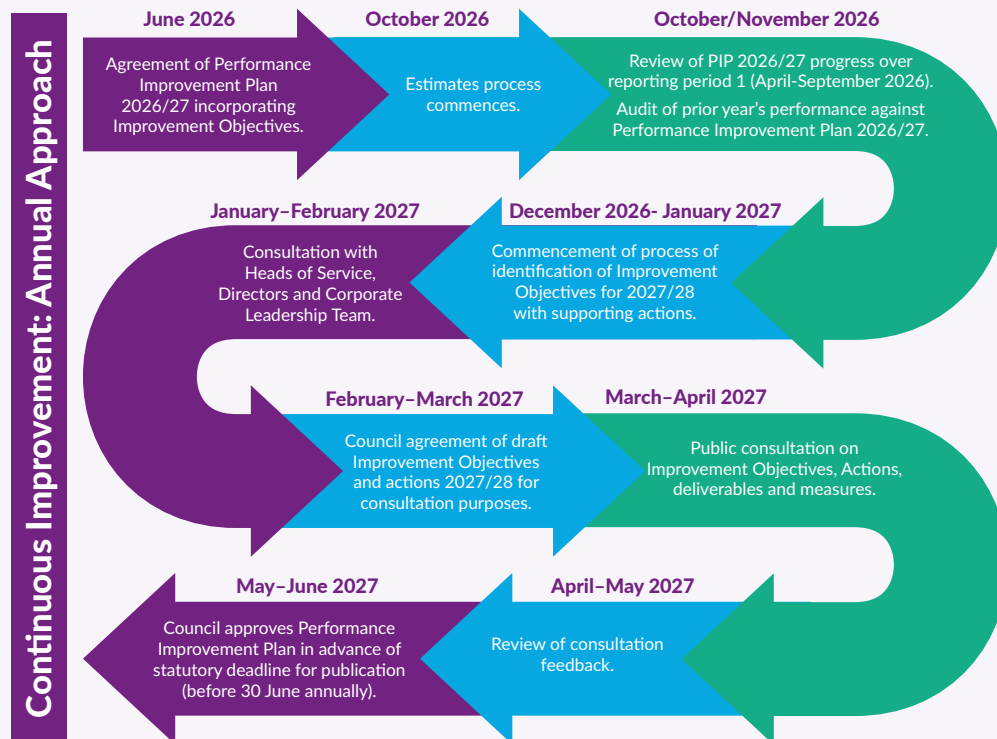 Continuous Improvement: Annual Approach
June 2026
Agreement of Performance
Improvement Plan
2026/27 incorporating
Improvement Objectives.
October 2026
Estimates process
commences.
October/November 2026
Review of PIP 2026/27 progress over
reporting period 1 (April-September 2026).
Audit of prior year's performance against
Performance Improvement Plan 2026/27.
December 2026- January 2027
Commencement of process of
identification of Improvement
Objectives for 2027/28
with supporting actions.
January–February 2027
Consultation with
Heads of Service,
Directors and Corporate
Leadership Team.
February–March 2027
Council agreement of draft
Improvement Objectives
and actions 2027/28 for
consultation purposes.
March–April 2027
Public consultation on
Improvement Objectives, Actions,
deliverables and measures.
April–May 2027
Review of consultation
feedback.
May–June 2027
Council approves Performance
Improvement Plan in advance of
statutory deadline for publication
(before 30 June annually).